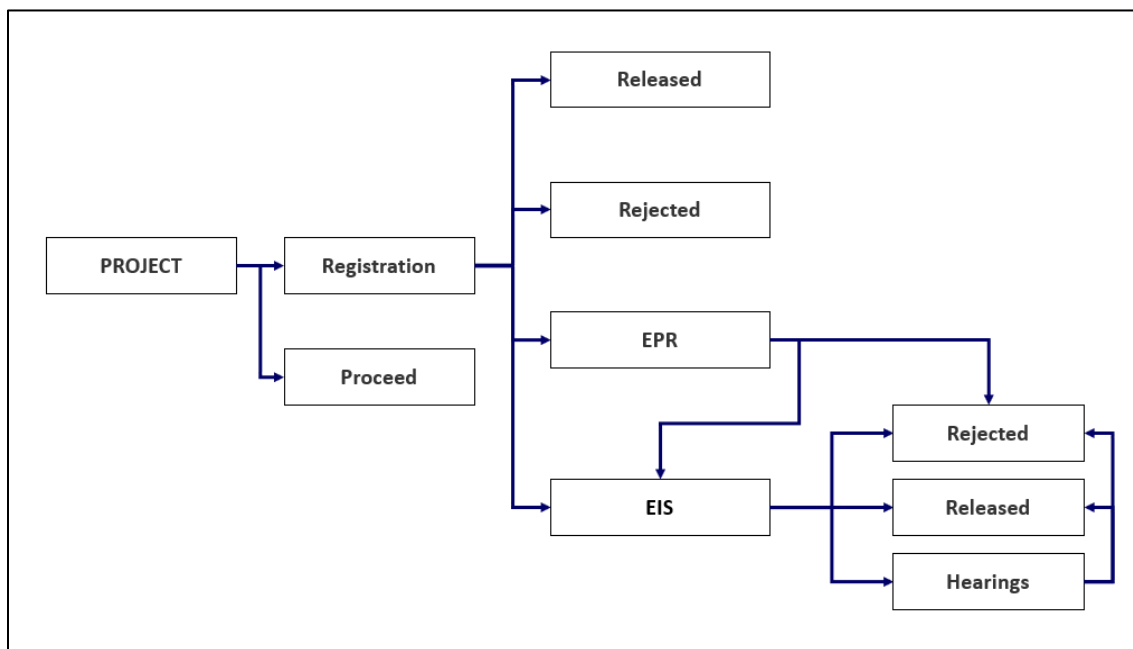 Released
Rejected
PROJECT
Registration
EPR
Proceed
Rejected
EIS
Released
Hearings